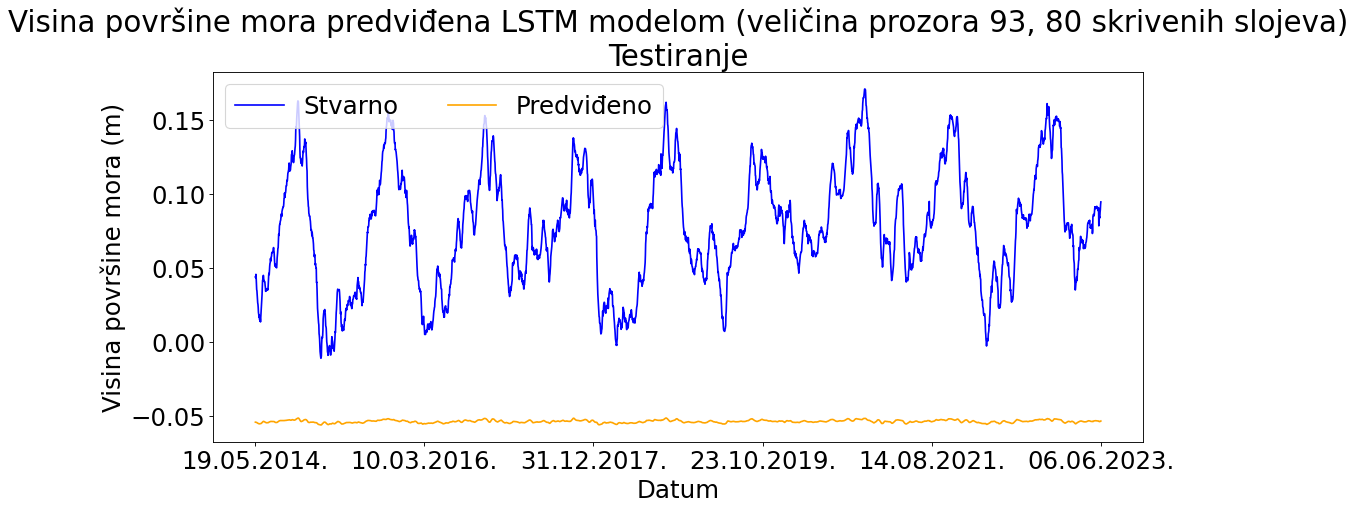 Visina površine mora predviđena LSTM modelom (veličina prozora 93, 80 skrivenih slojeva)
Testiranje
Stvarno
Predviđeno
Visina površine mora (m)
0.15
0.10
0.05
0.00
−0.05
19.05.2014.
10.03.2016.
31.12.2017.
23.10.2019.
14.08.2021.
06.06.2023.
Datum